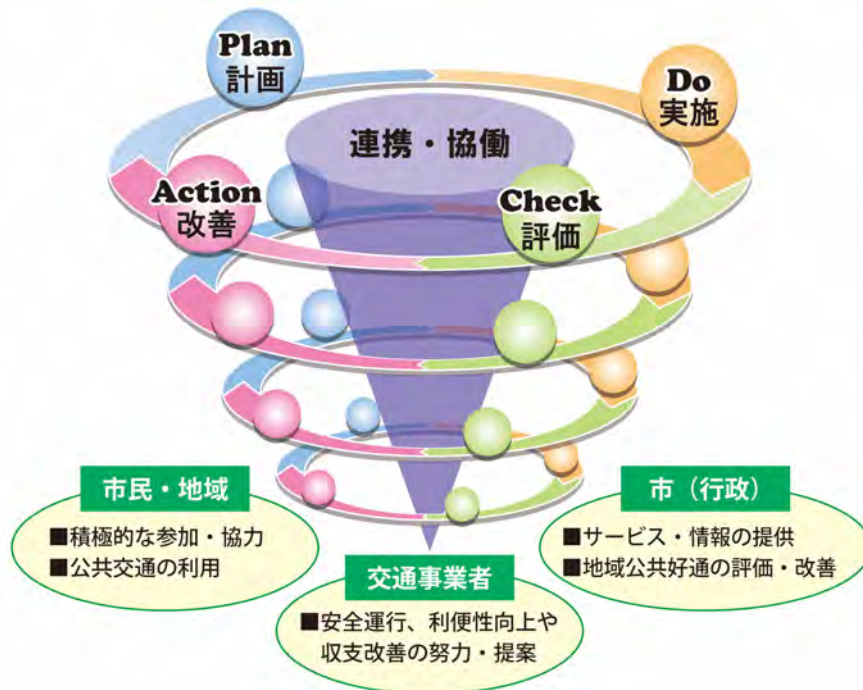 Plan
計画
Do
実施
連携・協働
Action
改善
Check
評価
市民・地域
■積極的な参加・協力
■公共交通の利用
市（行政）
■サービス・情報の提供
■地域公共好通の評価・改善
交通事業者
■安全運行、利便性向上や
収支改善の努力・提案